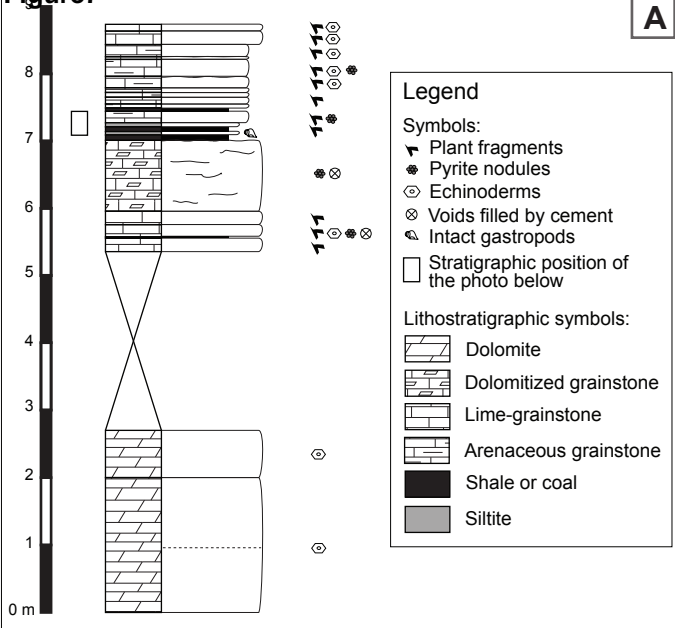 Figure.
A
9
8
7
6
5
4
3
2
1
0 m
Legend
Symbols:
Plant fragments
Pyrite nodules
Echinoderms
Voids filled by cement
Intact gastropods
Stratigraphic position of
the photo below
Lithostratigraphic symbols:
Dolomite
Dolomitized grainstone
Lime-grainstone
Arenaceous grainstone
Shale or coal
Siltite